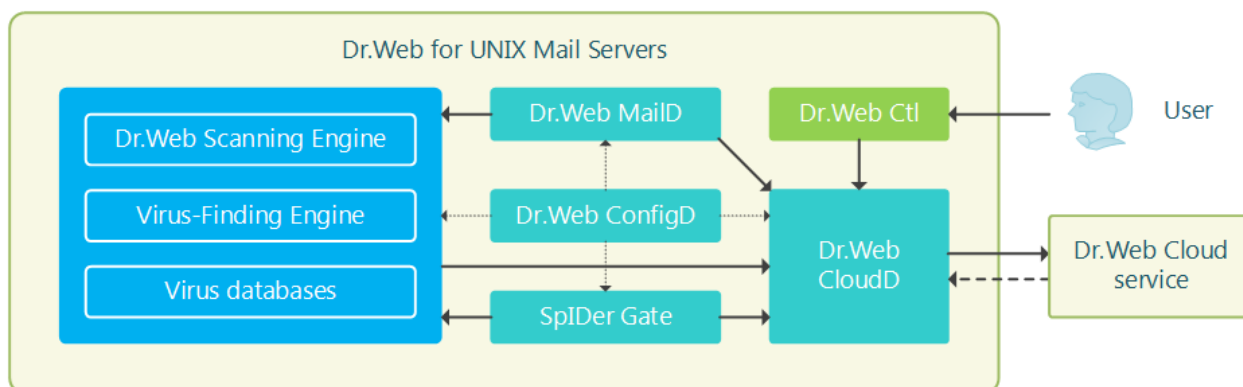 Dr.Web for UNIX Mail Servers
Dr.Web Scanning Engine
Virus-Finding Engine
Virus databases
Dr.Web MailD
Dr.Web ConfigD
SpIDer Gate
Dr.Web Ctl
Dr.Web
CloudD
User
Dr.Web Cloud
service